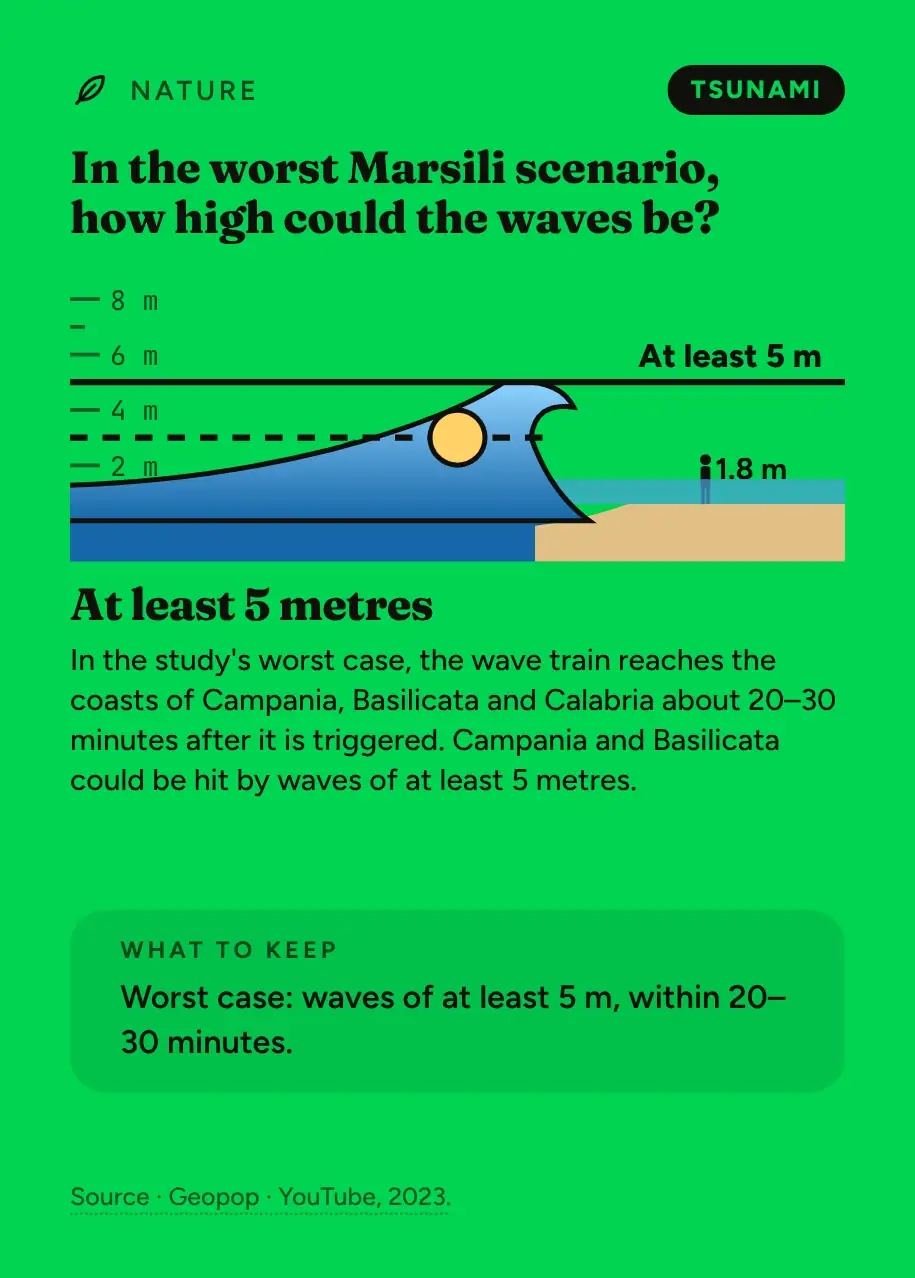 NATURE
TSUNAMI
In the worst Marsili scenario,
how high could the waves be?
8 m
6 m
At least 5 m
4 m
2 m
1.8 m
At least 5 metres
In the study's worst case, the wave train reaches the
coasts of Campania, Basilicata and Calabria about 20–30
minutes after it is triggered. Campania and Basilicata
could be hit by waves of at least 5 metres.
WHAT TO KEEP
Worst case: waves of at least 5 m, within 20–
30 minutes.
Source · Geopop · YouTube, 2023.